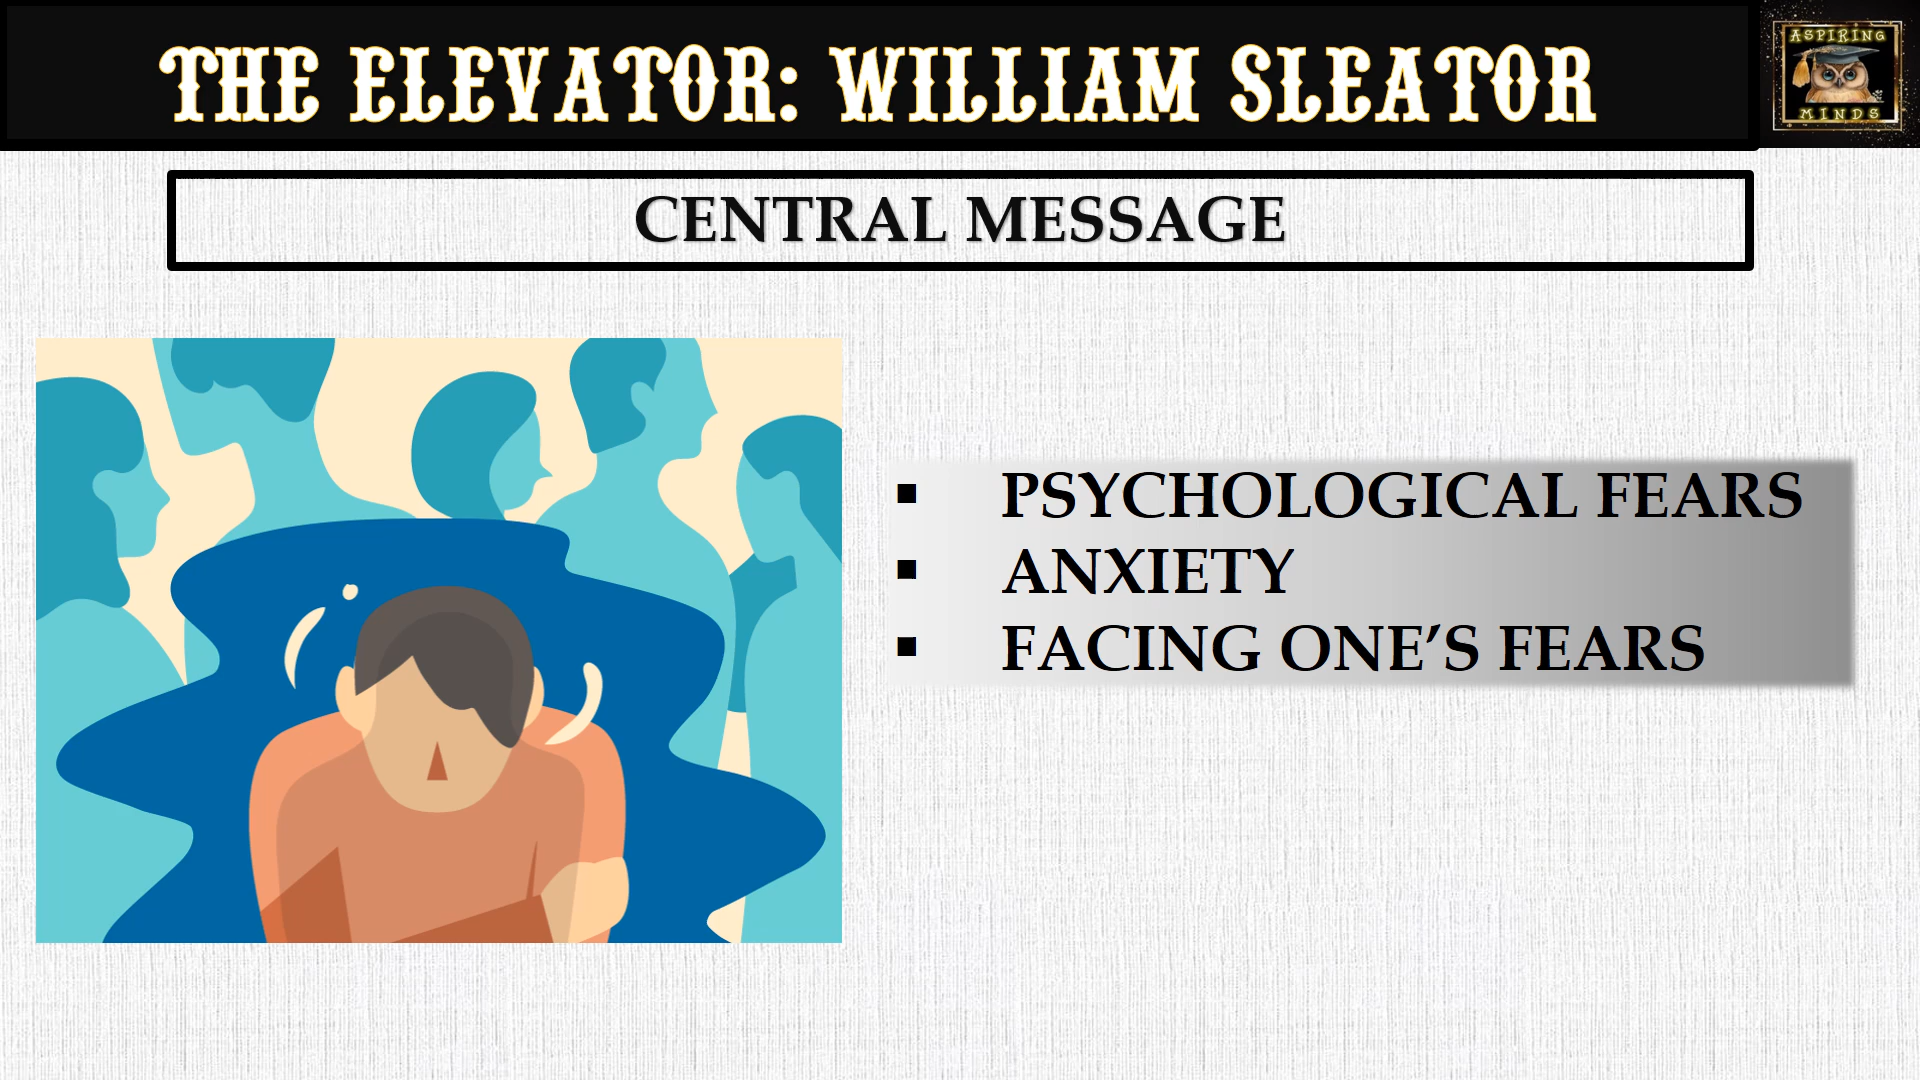 THE ELEVATOR: WILLIAM SLEATOR
ASPIRING
MINDS
CENTRAL MESSAGE
▪ PSYCHOLOGICAL FEARS
▪ ANXIETY
▪ FACING ONE’S FEARS